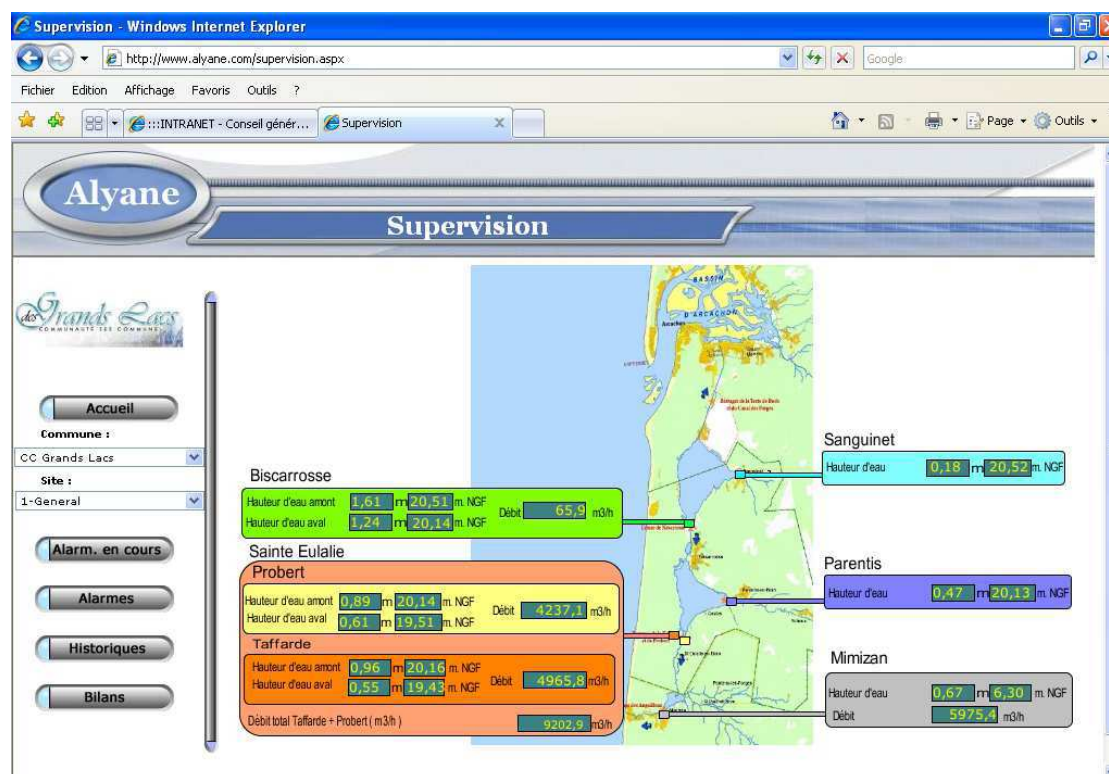 Supervision - Windows Internet Explorer
http://www.alyane.com/supervision.aspx
Google
Fichier Edition Affichage Favoris Outils ?
:::INTRANET - Conseil génér...
Supervision
Page
Outils
Alyane
Supervision
des Grands Lacs
COMMUNAUTÉ DES COMMUNES
Accueil
Commune :
CC Grands Lacs
Site :
1-General
Alarm. en cours
Alarmes
Historiques
Bilans
BASSIN
D'ARCACHON
Arcachon
Biscarrosse
Hauteur d'eau amont 1,61 m 20,51 m. NGF
Hauteur d'eau aval 1,24 m 20,14 m. NGF
Débit 65,9 m3/h
Sainte Eulalie
Probert
Hauteur d'eau amont 0,89 m 20,14 m. NGF
Hauteur d'eau aval 0,61 m 19,51 m. NGF
Débit 4237,1 m3/h
Taffarde
Hauteur d'eau amont 0,96 m 20,16 m. NGF
Hauteur d'eau aval 0,55 m 19,43 m. NGF
Débit 4965,8 m3/h
Débit total Taffarde + Probert ( m3/h ) 9202,9 m3/h
Sanguinet
Hauteur d'eau 0,18 m 20,52 m. NGF
Parentis
Hauteur d'eau 0,47 m 20,13 m. NGF
Mimizan
Hauteur d'eau 0,67 m 6,30 m. NGF
Débit 5975,4 m3/h